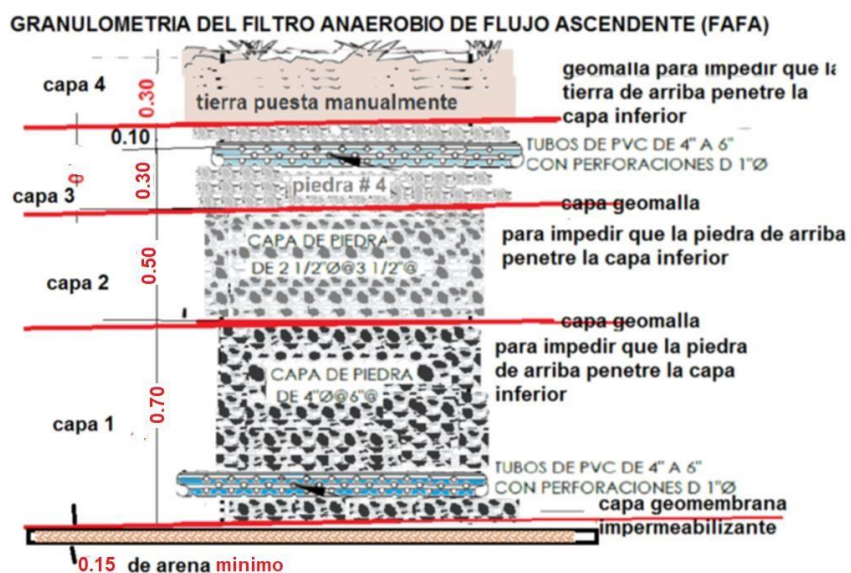 GRANULOMETRIA DEL FILTRO ANAEROBIO DE FLUJO ASCENDENTE (FAFA)
capa 4
0.30
tierra puesta manualmente
geomalla para impedir que la
tierra de arriba penetre la
capa inferior
0.10
TUBOS DE PVC DE 4" A 6"
CON PERFORACIONES D 1"Ø
capa 3
0.30
piedra # 4
capa geomalla
para impedir que la piedra de arriba
penetre la capa inferior
capa 2
0.50
CAPA DE PIEDRA
DE 2 1/2"Ø@3 1/2"@
capa geomalla
para impedir que la piedra
de arriba penetre la capa
inferior
capa 1
0.70
CAPA DE PIEDRA
DE 4"Ø@6"@
TUBOS DE PVC DE 4" A 6"
CON PERFORACIONES D 1"Ø
capa geomembrana
impermeabilizante
0.15 de arena minimo